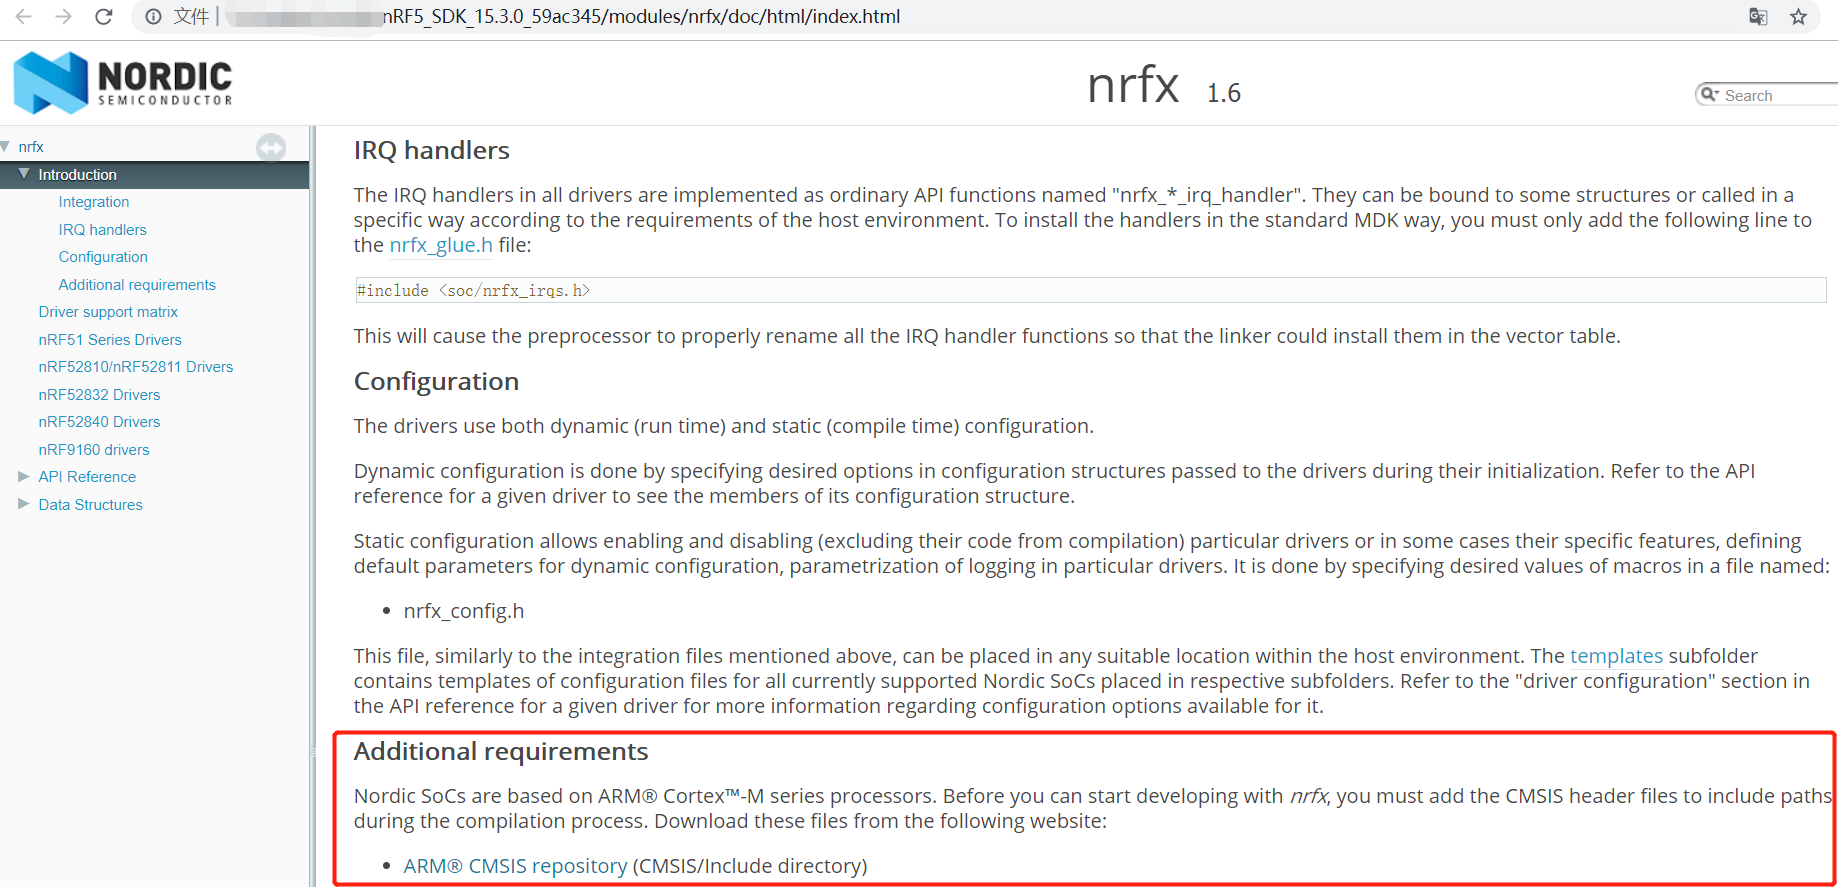 文件 nRF5_SDK_15.3.0_59ac345/modules/nrfx/doc/html/index.html
NORDIC
SEMICONDUCTOR
nrfx 1.6
Search
nrfx
Introduction
Integration
IRQ handlers
Configuration
Additional requirements
Driver support matrix
nRF51 Series Drivers
nRF52810/nRF52811 Drivers
nRF52832 Drivers
nRF52840 Drivers
nRF9160 drivers
API Reference
Data Structures
IRQ handlers
The IRQ handlers in all drivers are implemented as ordinary API functions named "nrfx_*_irq_handler". They can be bound to some structures or called in a
specific way according to the requirements of the host environment. To install the handlers in the standard MDK way, you must only add the following line to
the nrfx_glue.h file:
#include <soc/nrfx_irqs.h>
This will cause the preprocessor to properly rename all the IRQ handler functions so that the linker could install them in the vector table.
Configuration
The drivers use both dynamic (run time) and static (compile time) configuration.
Dynamic configuration is done by specifying desired options in configuration structures passed to the drivers during their initialization. Refer to the API
reference for a given driver to see the members of its configuration structure.
Static configuration allows enabling and disabling (excluding their code from compilation) particular drivers or in some cases their specific features, defining
default parameters for dynamic configuration, parametrization of logging in particular drivers. It is done by specifying desired values of macros in a file named:
• nrfx_config.h
This file, similarly to the integration files mentioned above, can be placed in any suitable location within the host environment. The templates subfolder
contains templates of configuration files for all currently supported Nordic SoCs placed in respective subfolders. Refer to the "driver configuration" section in
the API reference for a given driver for more information regarding configuration options available for it.
Additional requirements
Nordic SoCs are based on ARM® Cortex™-M series processors. Before you can start developing with nrfx, you must add the CMSIS header files to include paths
during the compilation process. Download these files from the following website:
• ARM® CMSIS repository (CMSIS/Include directory)